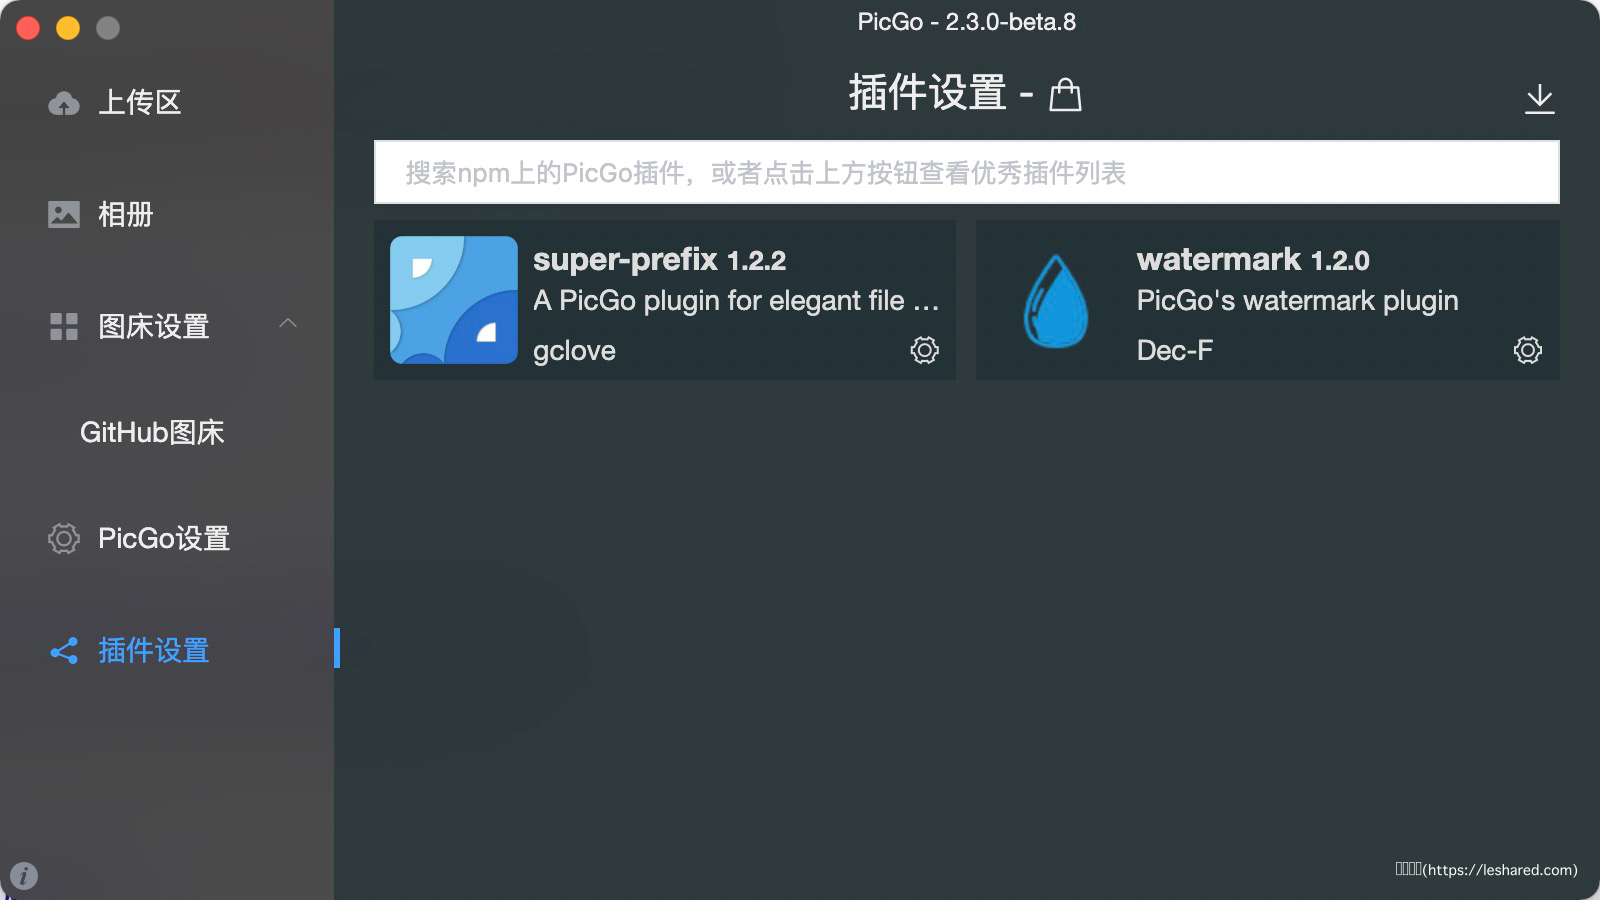 PicGo - 2.3.0-beta.8
上传区
相册
图床设置
GitHub图床
PicGo设置
插件设置
插件设置 -
搜索npm上的PicGo插件，或者点击上方按钮查看优秀插件列表
super-prefix 1.2.2
A PicGo plugin for elegant file ...
gclove
watermark 1.2.0
PicGo's watermark plugin
Dec-F
(https://leshared.com)